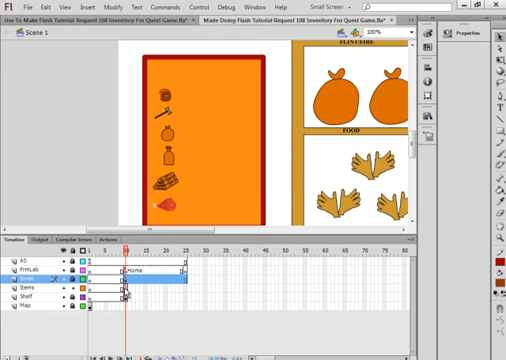 Fl File Edit View Insert Modify Text Commands Control Debug Window Help Small Screen
Use To Make Flash Tutorial Request 108 Inventory For Quest Game.fla* × Made Doing Flash Tutorial Request 108 Inventory For Quest Game.fla* ×
Scene 1 100%
Properties
FLINT/FIRE
FOOD
Timeline Output Compiler Errors Actions
1 5 10 15 20 25 30 35 40 45 50 55 60 65 70 75 80
AS
FrmLab Home
Items
Shelf
Map